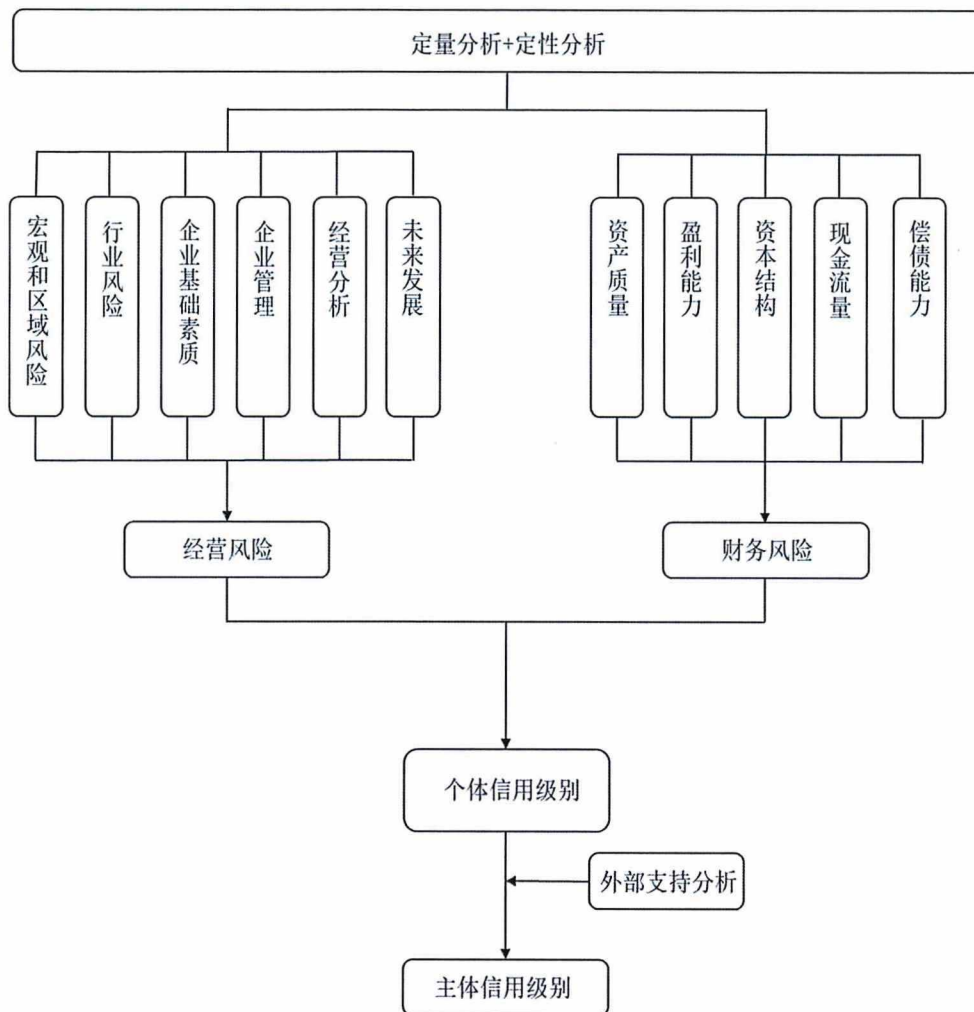 定量分析+定性分析
宏观和区域风险
行业风险
企业基础素质
企业管理
经营分析
未来发展
资产质量
盈利能力
资本结构
现金流量
偿债能力
经营风险
财务风险
个体信用级别
外部支持分析
主体信用级别